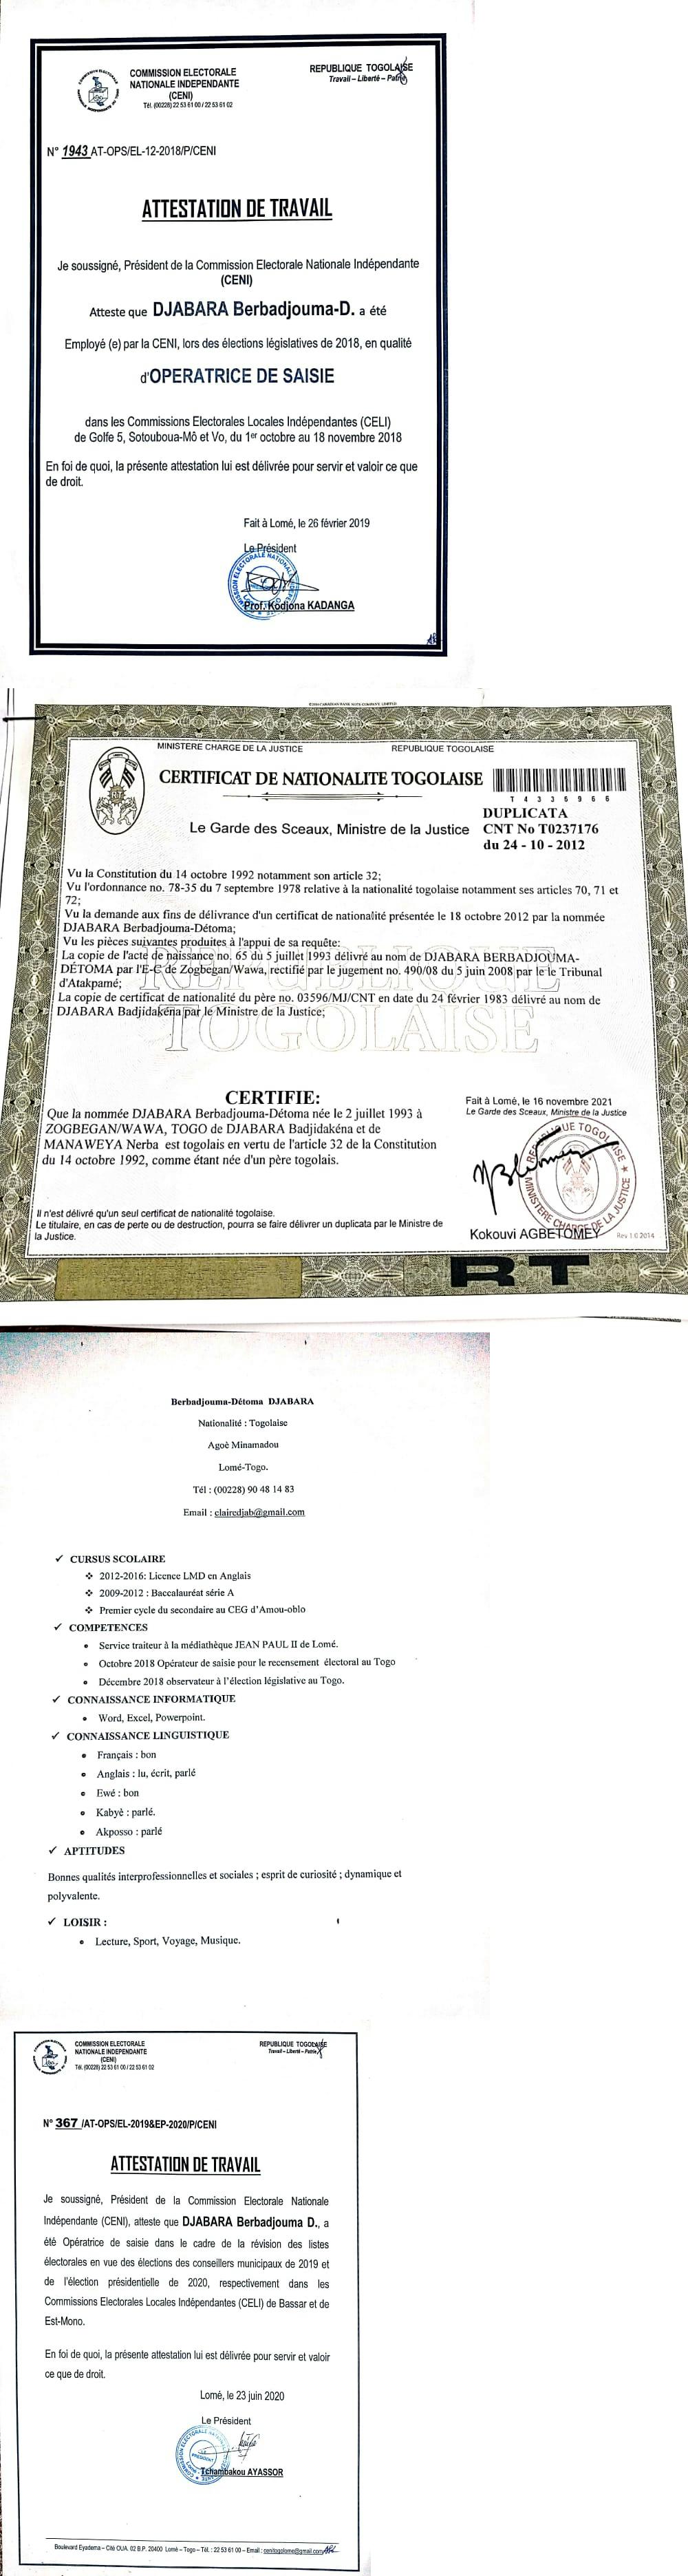 COMMISSION ELECTORALE
NATIONALE INDEPENDANTE
(CENI)
Tél. (00228) 22 53 61 00 / 22 53 61 02
REPUBLIQUE TOGOLAISE
Travail – Liberté – Patrie
N° 1943 AT-OPS/EL-12-2018/P/CENI
ATTESTATION DE TRAVAIL
Je soussigné, Président de la Commission Electorale Nationale Indépendante
(CENI)
Atteste que DJABARA Berbadjouma-D. a été
Employé (e) par la CENI, lors des élections législatives de 2018, en qualité
d'OPERATRICE DE SAISIE
dans les Commissions Electorales Locales Indépendantes (CELI)
de Golfe 5, Sotouboua-Mô et Vo, du 1er octobre au 18 novembre 2018
En foi de quoi, la présente attestation lui est délivrée pour servir et valoir ce que
de droit.
Fait à Lomé, le 26 février 2019
Le Président
Prof. Kodjona KADANGA
MINISTERE CHARGE DE LA JUSTICE
REPUBLIQUE TOGOLAISE
CERTIFICAT DE NATIONALITE TOGOLAISE
T 4 3 3 5 9 6 6
DUPLICATA
Le Garde des Sceaux, Ministre de la Justice
CNT No T0237176
du 24 - 10 - 2012
Vu la Constitution du 14 octobre 1992 notamment son article 32;
Vu l'ordonnance no. 78-35 du 7 septembre 1978 relative à la nationalité togolaise notamment ses articles 70, 71 et
72;
Vu la demande aux fins de délivrance d'un certificat de nationalité présentée le 18 octobre 2012 par la nommée
DJABARA Berbadjouma-Détoma;
Vu les pièces suivantes produites à l'appui de sa requête:
La copie de l'acte de naissance no. 65 du 5 juillet 1993 délivré au nom de DJABARA BERBADJOUMA-
DÉTOMA par l'E-C de Zogbegan/Wawa, rectifié par le jugement no. 490/08 du 5 juin 2008 par le le Tribunal
d'Atakpamé;
La copie de certificat de nationalité du père no. 03596/MJ/CNT en date du 24 février 1983 délivré au nom de
DJABARA Badjidakéna par le Ministre de la Justice;
REPUBLIQUE
TOGOLAISE
CERTIFIE:
Que la nommée DJABARA Berbadjouma-Détoma née le 2 juillet 1993 à
ZOGBEGAN/WAWA, TOGO de DJABARA Badjidakéna et de
MANAWEYA Nerba est togolais en vertu de l'article 32 de la Constitution
du 14 octobre 1992, comme étant née d'un père togolais.
Fait à Lomé, le 16 novembre 2021
Le Garde des Sceaux, Ministre de la Justice
MINISTERE CHARGE DE LA JUSTICE
Kokouvi AGBETOMEY
Rev 1 © 2014
Il n'est délivré qu'un seul certificat de nationalité togolaise.
Le titulaire, en cas de perte ou de destruction, pourra se faire délivrer un duplicata par le Ministre de
la Justice.
RT
Berbadjouma-Détoma DJABARA
Nationalité : Togolaise
Agoè Minamadou
Lomé-Togo.
Tél : (00228) 90 48 14 83
Email : clairedjab@gmail.com
✓ CURSUS SCOLAIRE
❖ 2012-2016: Licence LMD en Anglais
❖ 2009-2012 : Baccalauréat série A
❖ Premier cycle du secondaire au CEG d'Amou-oblo
✓ COMPETENCES
• Service traiteur à la médiathèque JEAN PAUL II de Lomé.
• Octobre 2018 Opérateur de saisie pour le recensement électoral au Togo
• Décembre 2018 observateur à l'élection législative au Togo.
✓ CONNAISSANCE INFORMATIQUE
• Word, Excel, Powerpoint.
✓ CONNAISSANCE LINGUISTIQUE
• Français : bon
• Anglais : lu, écrit, parlé
• Ewé : bon
• Kabyè : parlé.
• Akposso : parlé
✓ APTITUDES
Bonnes qualités interprofessionnelles et sociales ; esprit de curiosité ; dynamique et
polyvalente.
✓ LOISIR :
• Lecture, Sport, Voyage, Musique.
COMMISSION ELECTORALE
NATIONALE INDEPENDANTE
(CENI)
Tél. (00228) 22 53 61 00 / 22 53 61 02
REPUBLIQUE TOGOLAISE
Travail – Liberté – Patrie
N° 367 /AT-OPS/EL-2019&EP-2020/P/CENI
ATTESTATION DE TRAVAIL
Je soussigné, Président de la Commission Electorale Nationale
Indépendante (CENI), atteste que DJABARA Berbadjouma D., a
été Opératrice de saisie dans le cadre de la révision des listes
électorales en vue des élections des conseillers municipaux de 2019 et
de l'élection présidentielle de 2020, respectivement dans les
Commissions Electorales Locales Indépendantes (CELI) de Bassar et de
Est-Mono.
En foi de quoi, la présente attestation lui est délivrée pour servir et valoir
ce que de droit.
Lomé, le 23 juin 2020
Le Président
Tchambakou AYASSOR
Boulevard Eyadema – Cité OUA 02 B.P. 20400 Lomé – Togo – Tél. : 22 53 61 00 – Email : cenitogolome@gmail.com